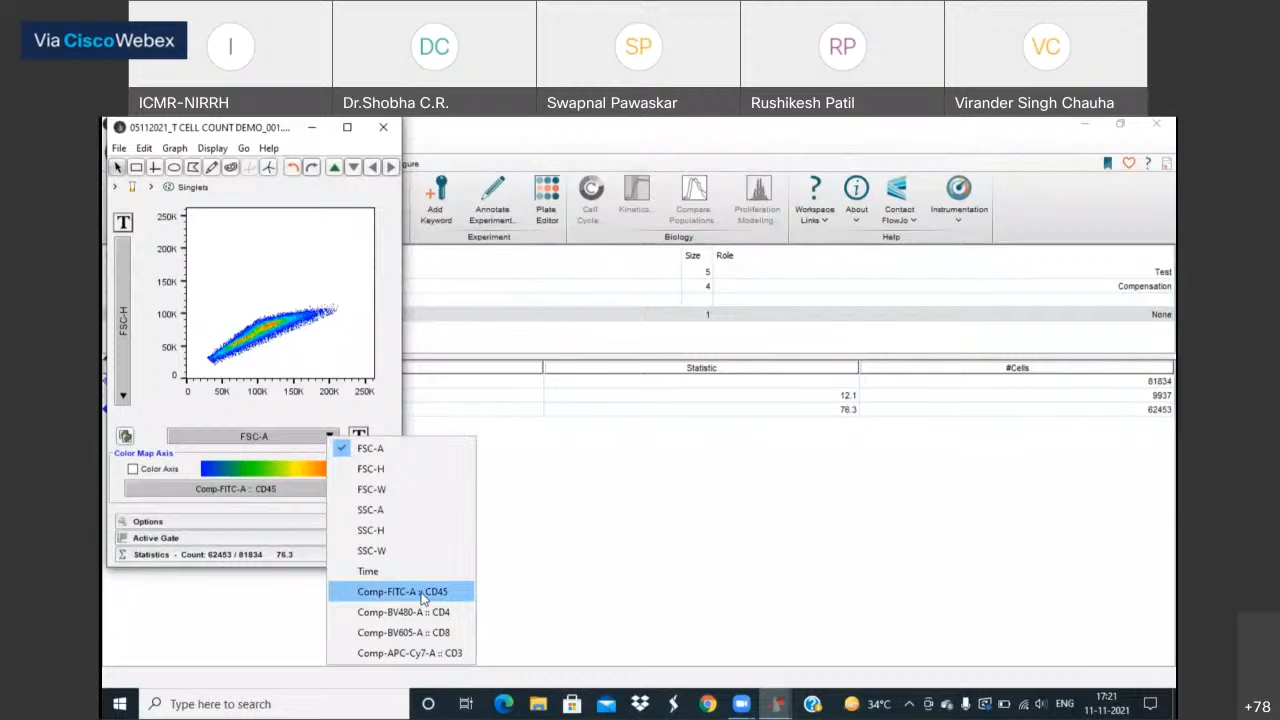 Via Cisco Webex
I
DC
SP
RP
VC
ICMR-NIRRH
Dr.Shobha C.R.
Swapnal Pawaskar
Rushikesh Patil
Virander Singh Chauha
05112021_T CELL COUNT DEMO_001....
File Edit Graph Display Go Help
Singlets
T
250K
200K
150K
100K
50K
0
FSC-H
0 50K 100K 150K 200K 250K
FSC-A
T
Color Map Axis
Color Axis
Comp-FITC-A :: CD45
Options
Active Gate
Statistics - Count: 62453 / 81834 76.3
FSC-A
FSC-H
FSC-W
SSC-A
SSC-H
SSC-W
Time
Comp-FITC-A :: CD45
Comp-BV480-A :: CD4
Comp-BV605-A :: CD8
Comp-APC-Cy7-A :: CD3
gure
Add Keyword
Annotate Experiment...
Plate Editor
Cell Cycle...
Kinetics...
Compare Populations...
Proliferation Modeling...
Workspace Links
About
Contact FlowJo
Instrumentation
Experiment
Biology
Help
Size Role
5 Test
4 Compensation
1 None
Statistic #Cells
81834
12.1 9937
76.3 62453
Type here to search
34°C
ENG
17:21
11-11-2021
+78